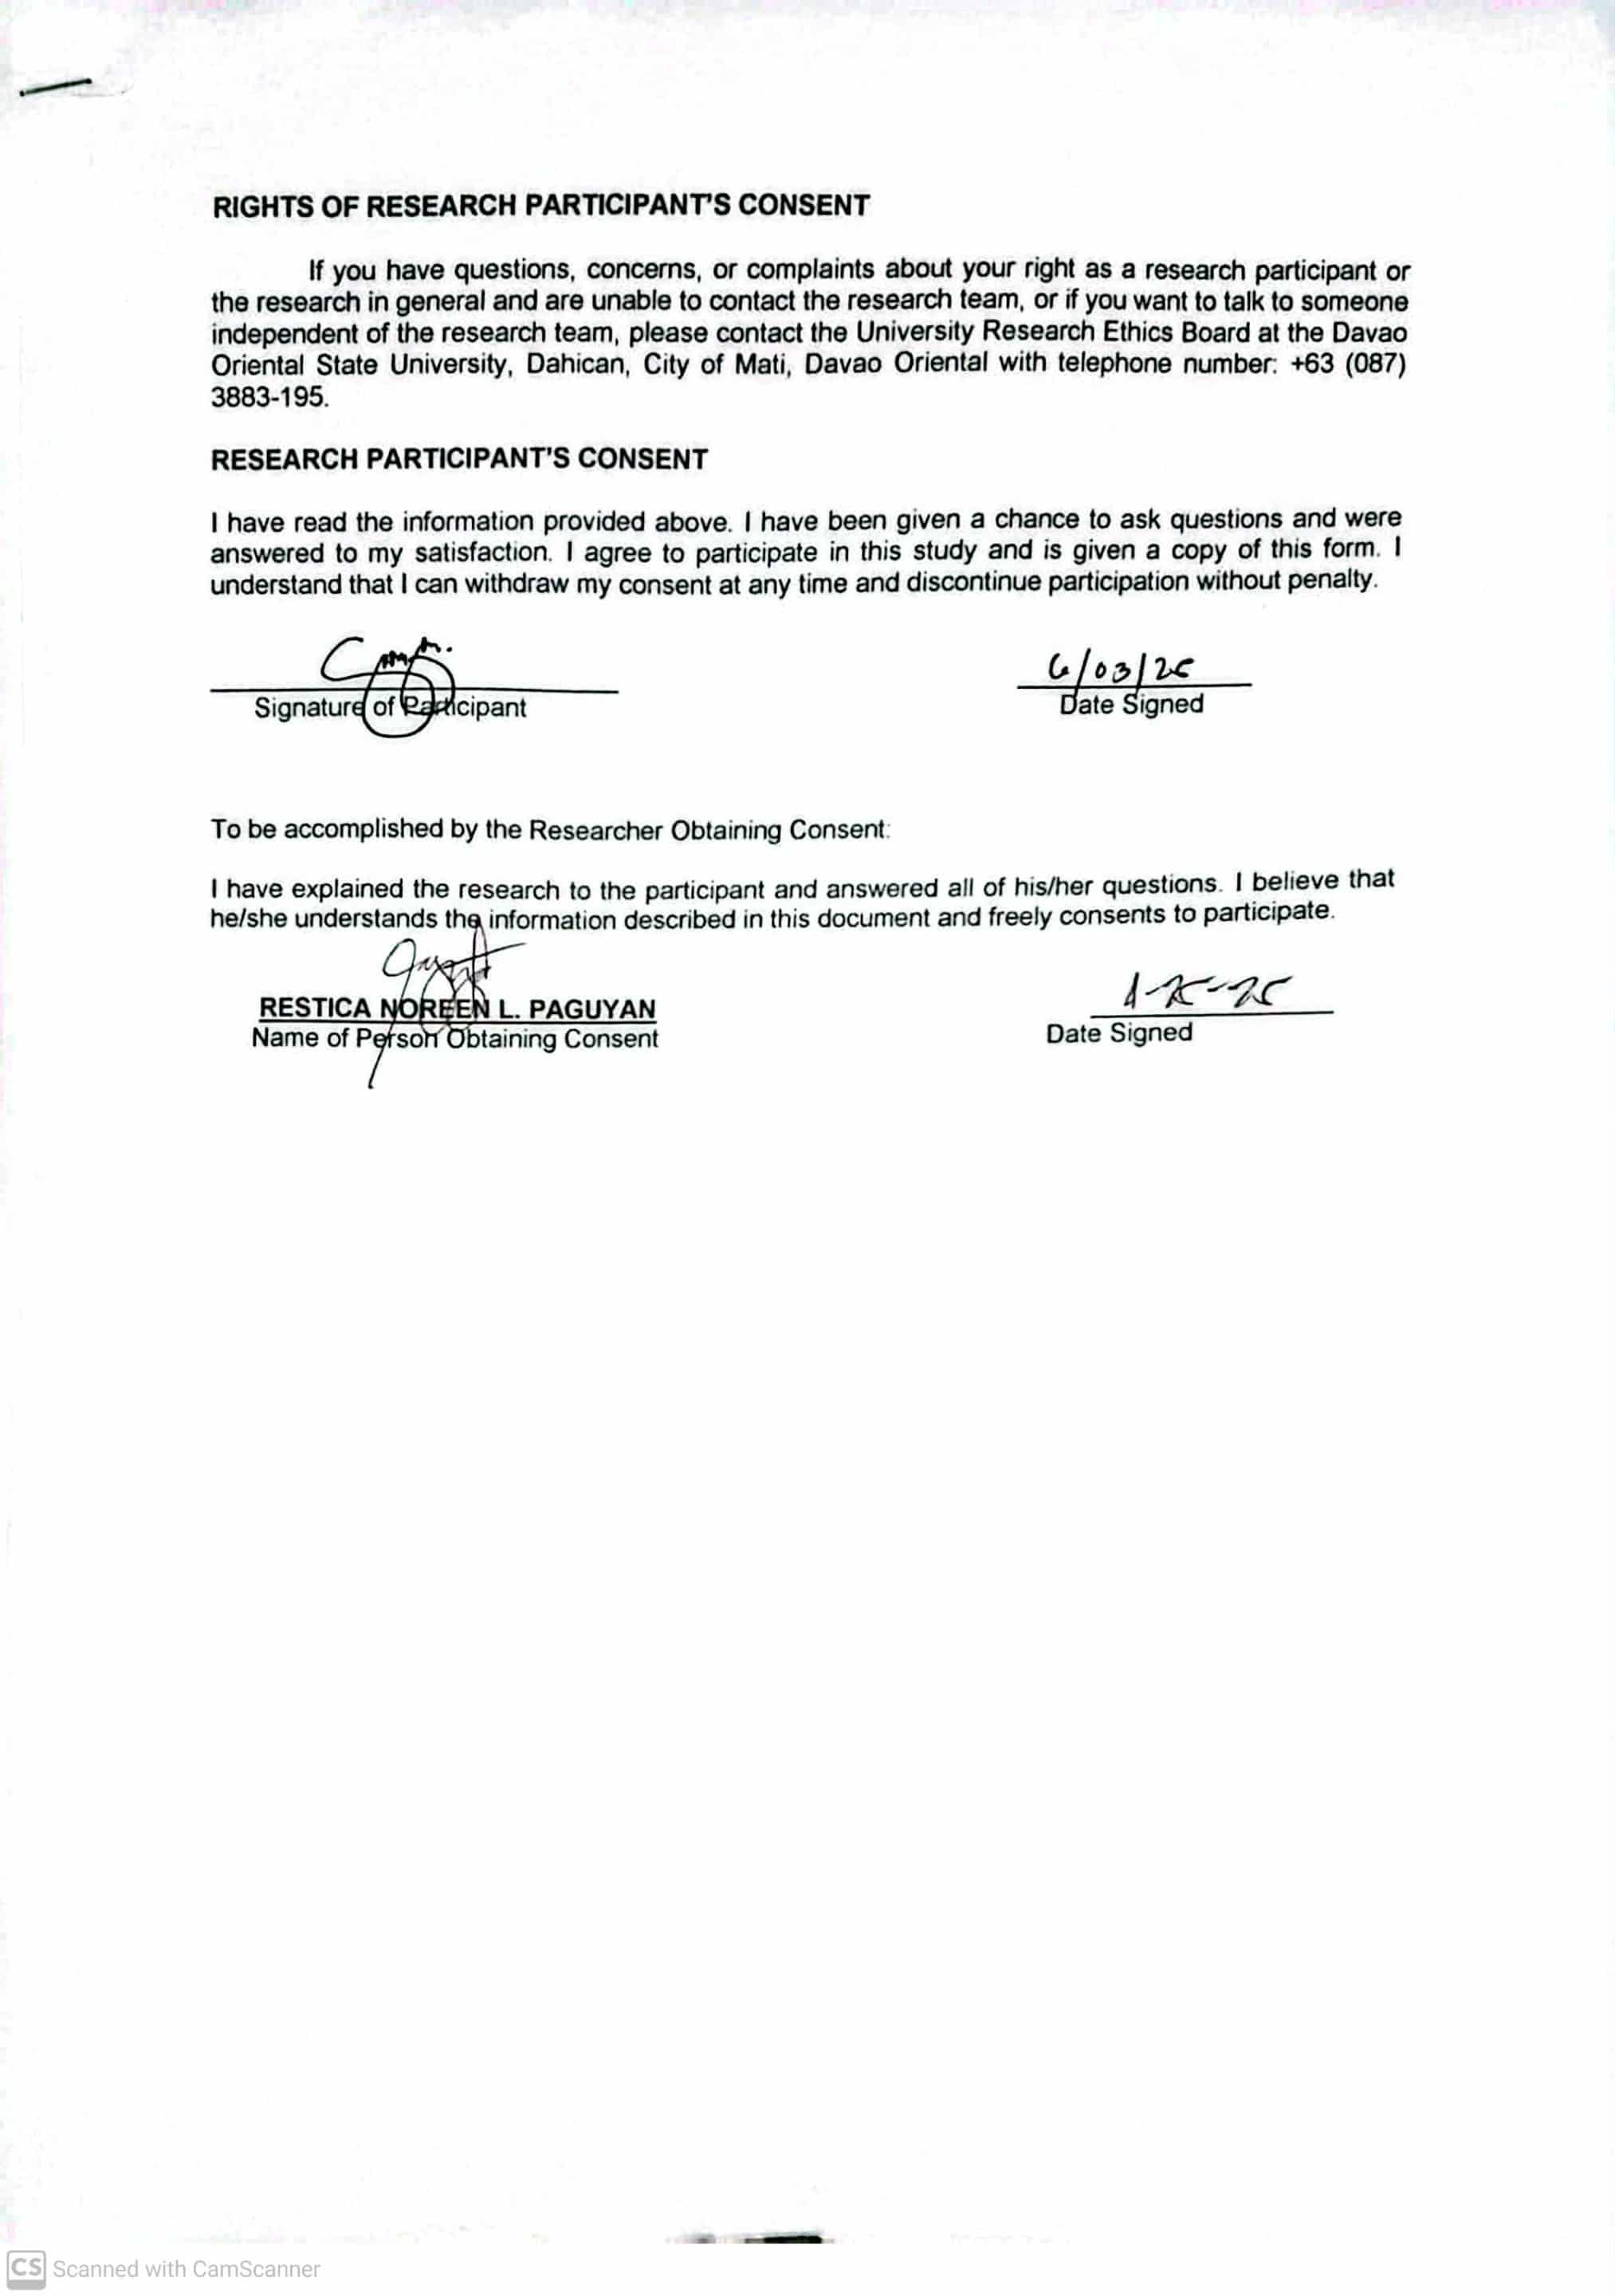 RIGHTS OF RESEARCH PARTICIPANT'S CONSENT
If you have questions, concerns, or complaints about your right as a research participant or
the research in general and are unable to contact the research team, or if you want to talk to someone
independent of the research team, please contact the University Research Ethics Board at the Davao
Oriental State University, Dahican, City of Mati, Davao Oriental with telephone number: +63 (087)
3883-195.
RESEARCH PARTICIPANT'S CONSENT
I have read the information provided above. I have been given a chance to ask questions and were
answered to my satisfaction. I agree to participate in this study and is given a copy of this form. I
understand that I can withdraw my consent at any time and discontinue participation without penalty.
6/03/25
Signature of Participant Date Signed
To be accomplished by the Researcher Obtaining Consent:
I have explained the research to the participant and answered all of his/her questions. I believe that
he/she understands the information described in this document and freely consents to participate.
RESTICA NOREEN L. PAGUYAN
Name of Person Obtaining Consent Date Signed
CS Scanned with CamScanner